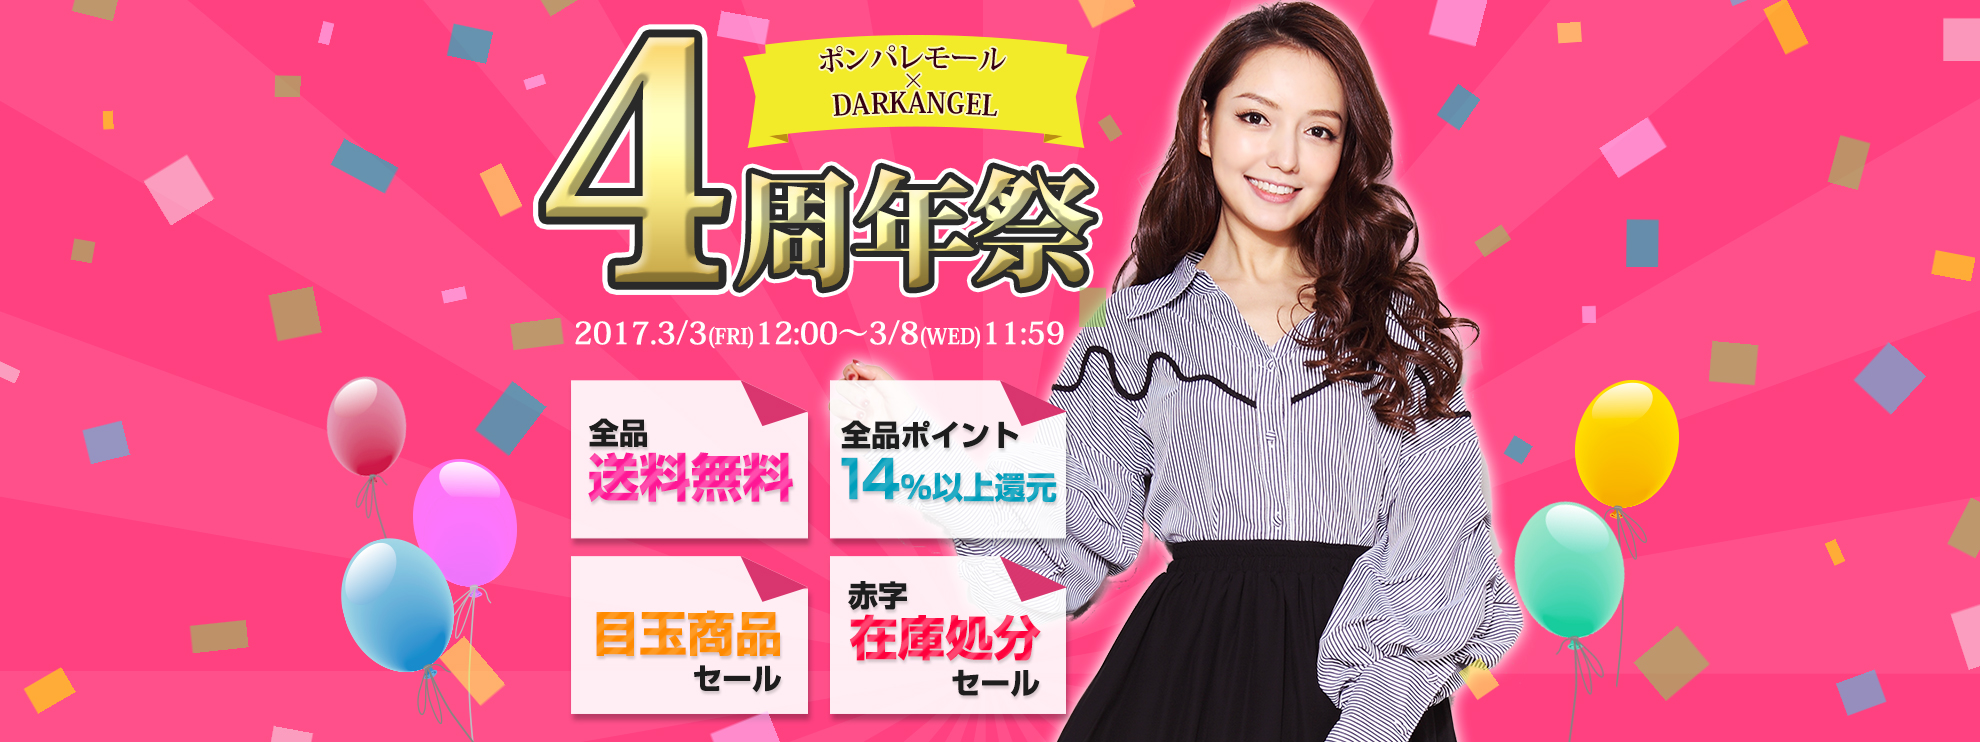 ポンパレモール
×
DARKANGEL
4周年祭
2017.3/3(FRI)12:00～3/8(WED)11:59
全品
送料無料
全品ポイント
14%以上還元
目玉商品
セール
赤字
在庫処分
セール